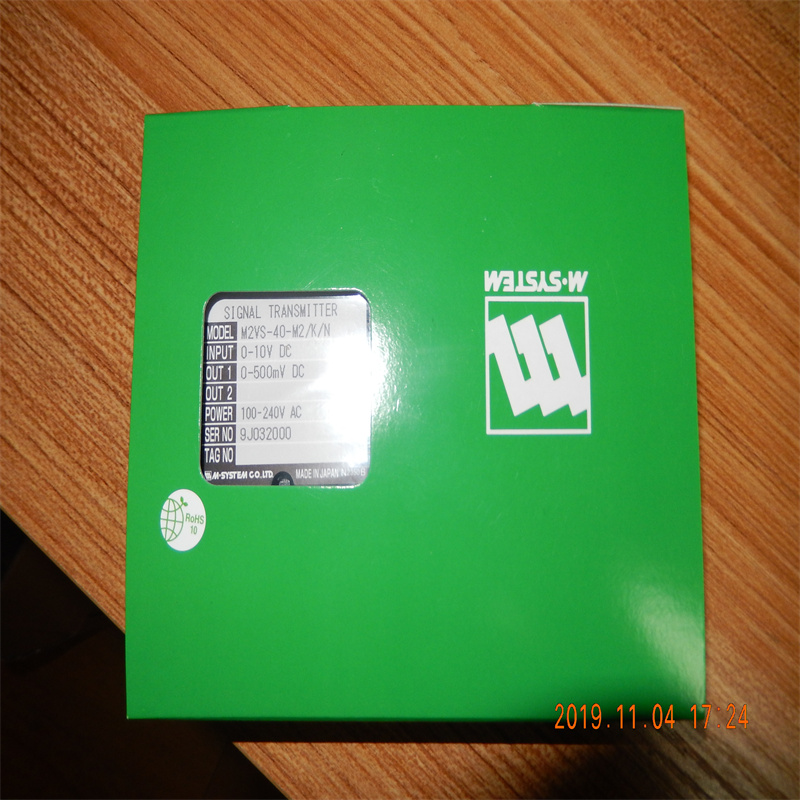 M·SYSTEM
SIGNAL TRANSMITTER
MODEL M2VS-40-M2/K/N
INPUT 0-10V DC
OUT 1 0-500mV DC
OUT 2
POWER 100-240V AC
SER NO 9J032000
TAG NO
M-SYSTEM CO.,LTD.
MADE IN JAPAN
RoHS
10
2019.11.04 17:24